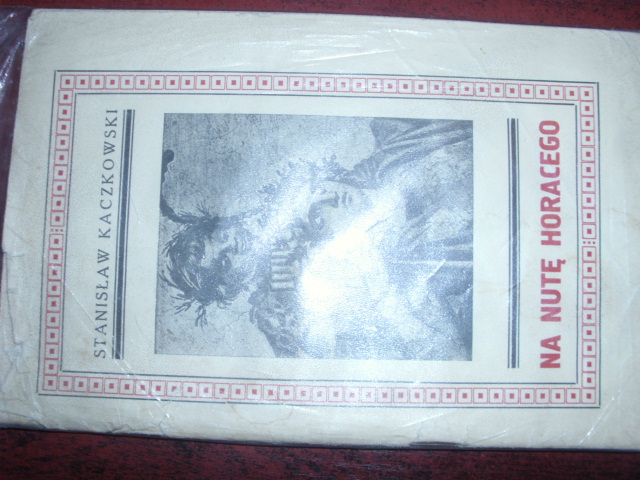 STANISŁAW KACZKOWSKI
NA NUTĘ HORACEGO